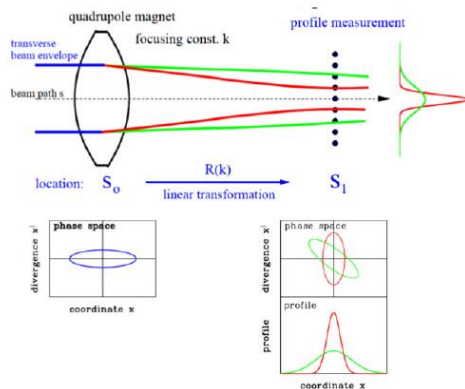 quadrupole magnet
focusing const. k
profile measurement
transverse
beam envelope
beam path s
location:
S₀
R(k)
linear transformation
S₁
phase space
divergence x'
coordinate x
phase space
divergence x'
profile
profile
coordinate x